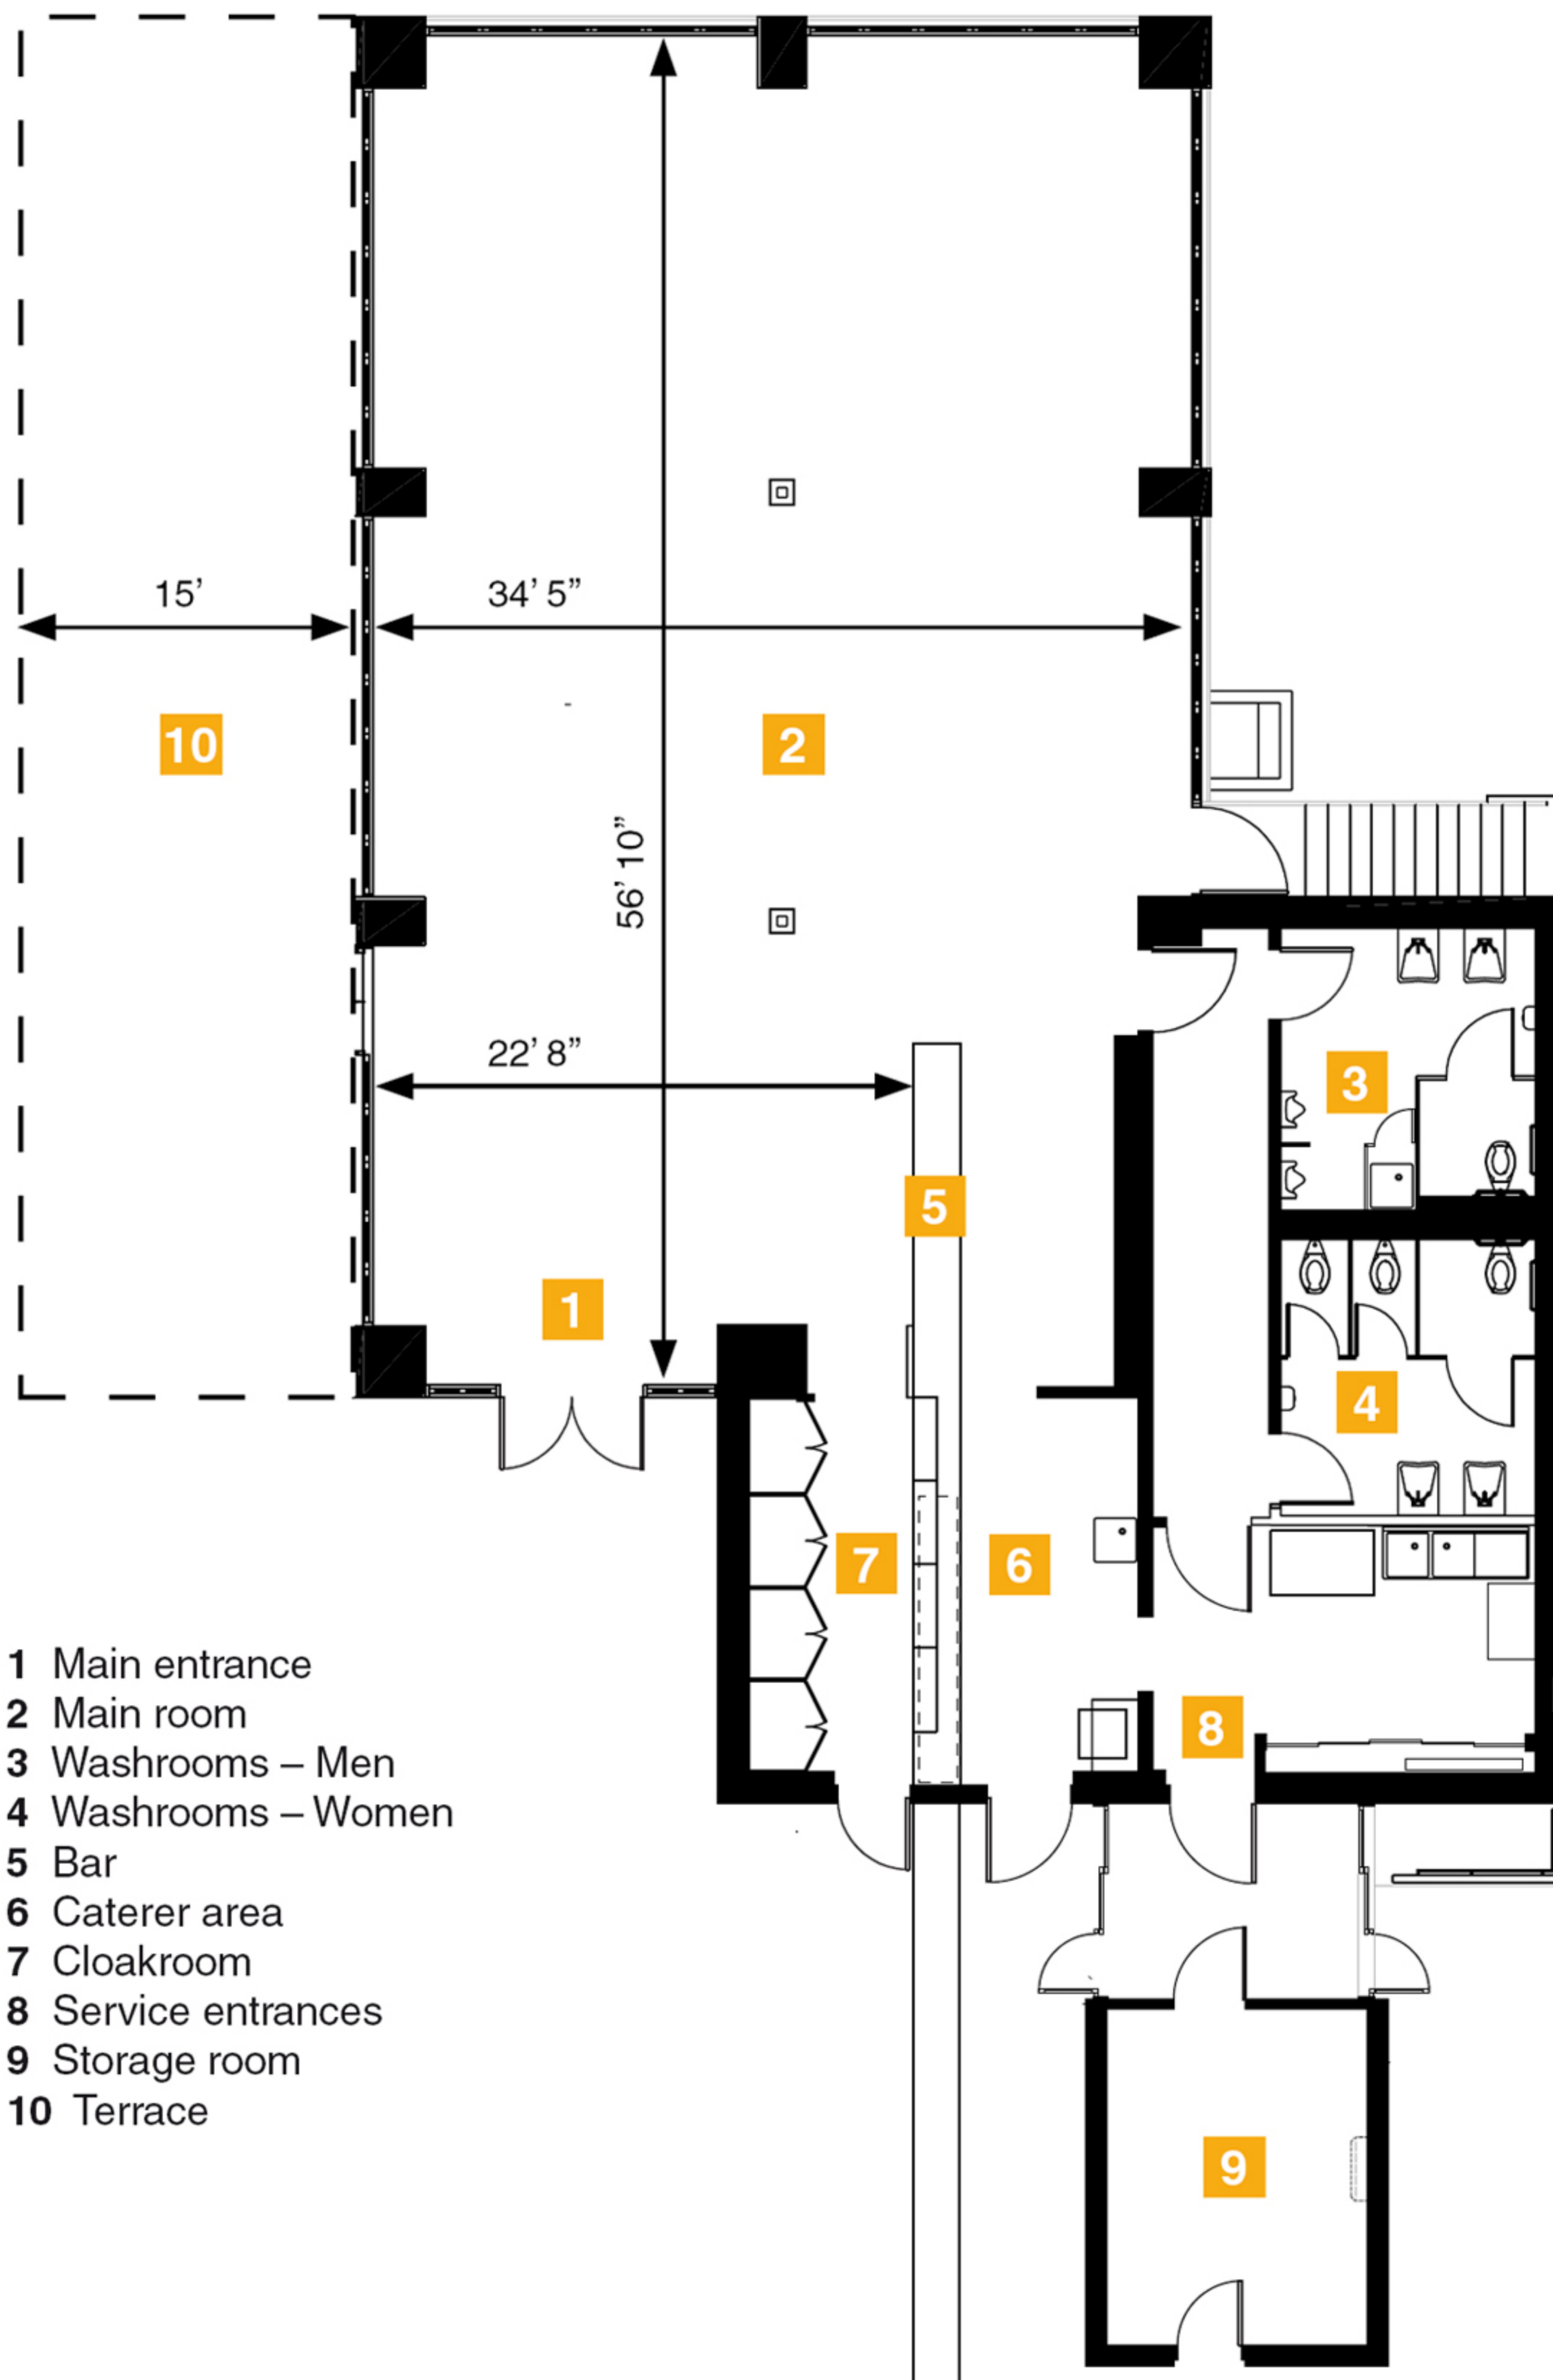 15’
34’ 5”
10
2
56’ 10”
22’ 8”
3
5
1
4
7
6
8
9
1 Main entrance
2 Main room
3 Washrooms – Men
4 Washrooms – Women
5 Bar
6 Caterer area
7 Cloakroom
8 Service entrances
9 Storage room
10 Terrace